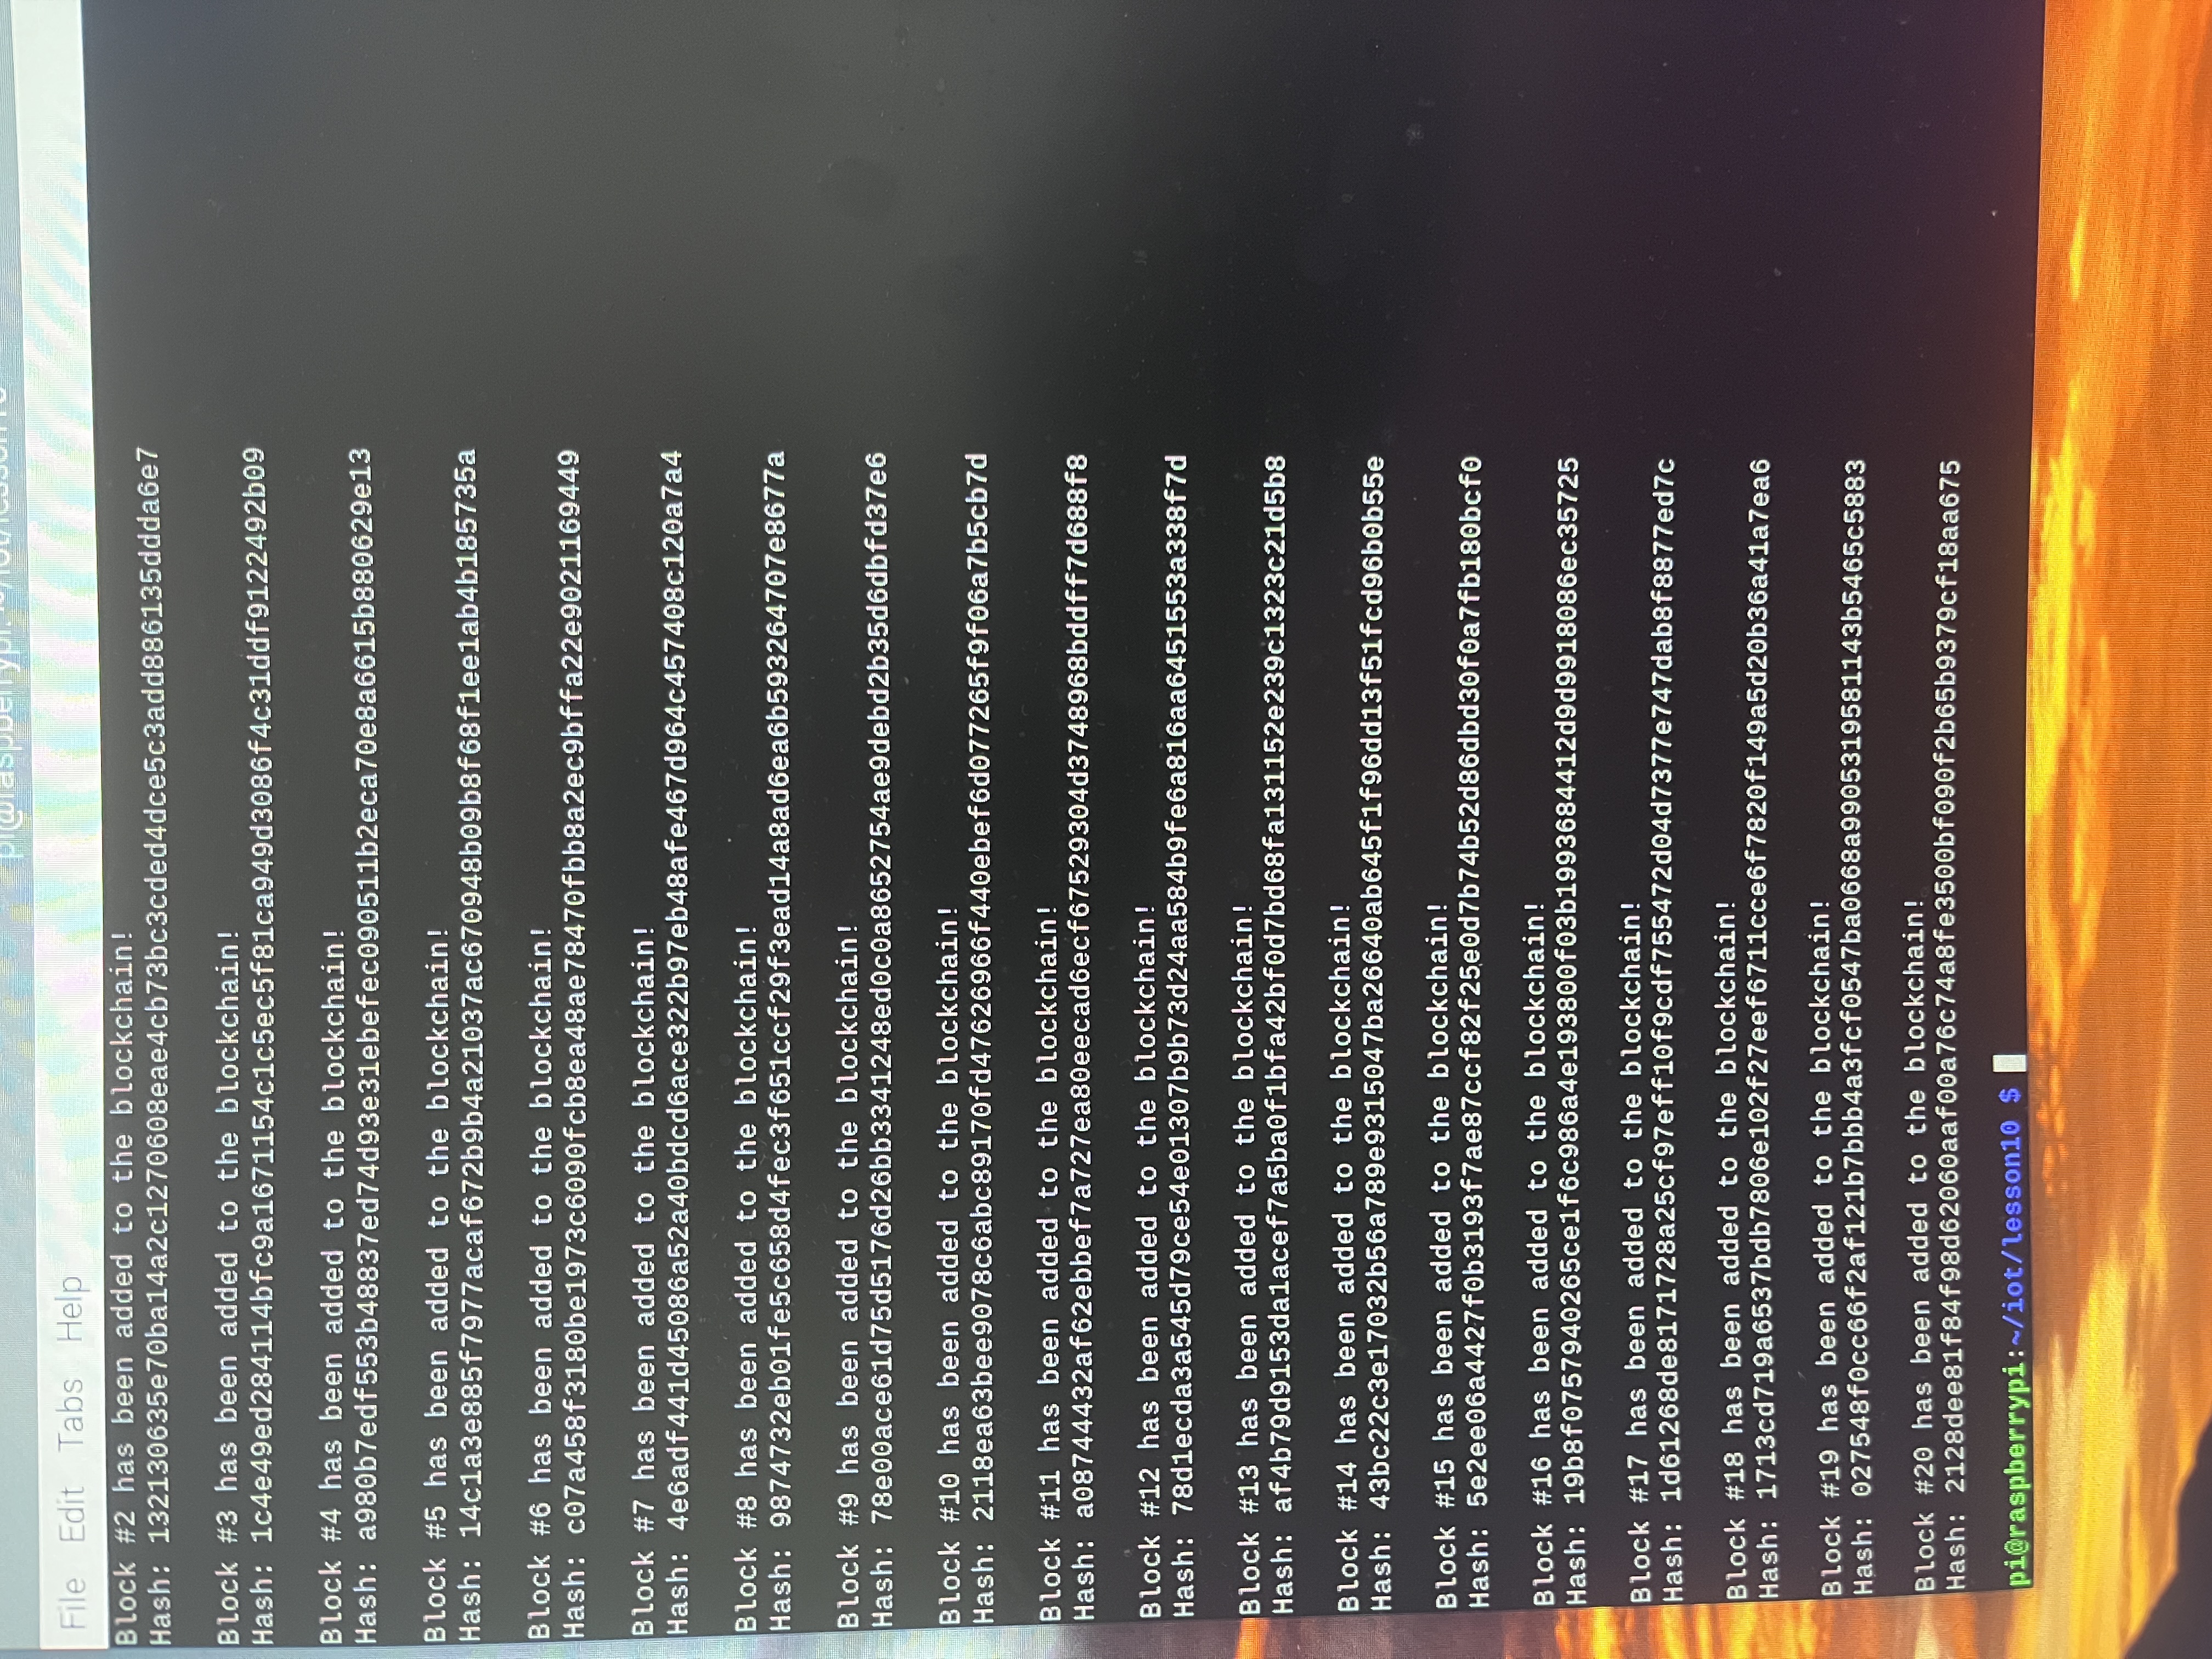 pi@raspberrypi: ~/iot/lesson10
File Edit Tabs Help
Block #2 has been added to the blockchain!
Hash: 132130635e70ba14a2c1270608eae4cb73bc3cded4dce5c3add886135ddda6e7
Block #3 has been added to the blockchain!
Hash: 1c4e49ed284114bfc9a1671154c1c5ec5f81ca949d3086f4c31ddf9122492b09
Block #4 has been added to the blockchain!
Hash: a980b7edf553b48837ed74d93e31ebefec090511b2eca70e8a6615b880629e13
Block #5 has been added to the blockchain!
Hash: 14c1a3e885f7977acaf672b9b4a21037ac670948b09b8f68f1ee1ab4b185735a
Block #6 has been added to the blockchain!
Hash: c07a458f3180be1973c6090fcb8ea48ae78470fbb8a2ec9bffa22e9021169449
Block #7 has been added to the blockchain!
Hash: 4e6adf441d45086a52a40bdcd6ace322b97eb48afe467d964c457408c120a7a4
Block #8 has been added to the blockchain!
Hash: 9874732eb01fe5c658d4fec3f651ccf29f3ead14a8ad6ea6b593264707e8677a
Block #9 has been added to the blockchain!
Hash: 78e00ace61d75d5176d26bb3341248ed0c0a8652754ae9debd2b35d6dbfd37e6
Block #10 has been added to the blockchain!
Hash: 2118ea63bee9078c6abc89170fd47626966f440ebef6d077265f9f06a7b5cb7d
Block #11 has been added to the blockchain!
Hash: a08744432af62ebbef7a727ea80eecad6ecf67529304d3748968bddff7d688f8
Block #12 has been added to the blockchain!
Hash: 78d1ecda3a545d79ce54e01307b9b73d24aa584b9fe6a816aa6451553a338f7d
Block #13 has been added to the blockchain!
Hash: af4b79d9153da1acef7a5ba0f1bfa42bf0d7bd68fa131152e239c1323c21d5b8
Block #14 has been added to the blockchain!
Hash: 43bc22c3e17032b56a789e9315047ba26640ab645f1f96dd13f51fcd96b0b55e
Block #15 has been added to the blockchain!
Hash: 5e2ee06a4427f0b3193f7ae87ccf82f25e0d7b74b52d86dbd30f0a7fb180bcf0
Block #16 has been added to the blockchain!
Hash: 19b8f0757940265ce1f6c986a4e193800f03b1993684412d9d9918086ec35725
Block #17 has been added to the blockchain!
Hash: 1d61268de8171728a25cf97eff10f9cdf755472d04d7377e747dab8f8877ed7c
Block #18 has been added to the blockchain!
Hash: 1713cd719a6537bdb7806e102f27eef6711cce6f7820f149a5d20b36a41a7ea6
Block #19 has been added to the blockchain!
Hash: 027548f0cc66f2af121b7bbb4a3fcf0547ba0668a9905319581143b5465c5883
Block #20 has been added to the blockchain!
Hash: 2128dee81f84f98d62060aaf00a76c74a8fe3500bf090f2b65b9379cf18aa675
pi@raspberrypi:~/iot/lesson10 $